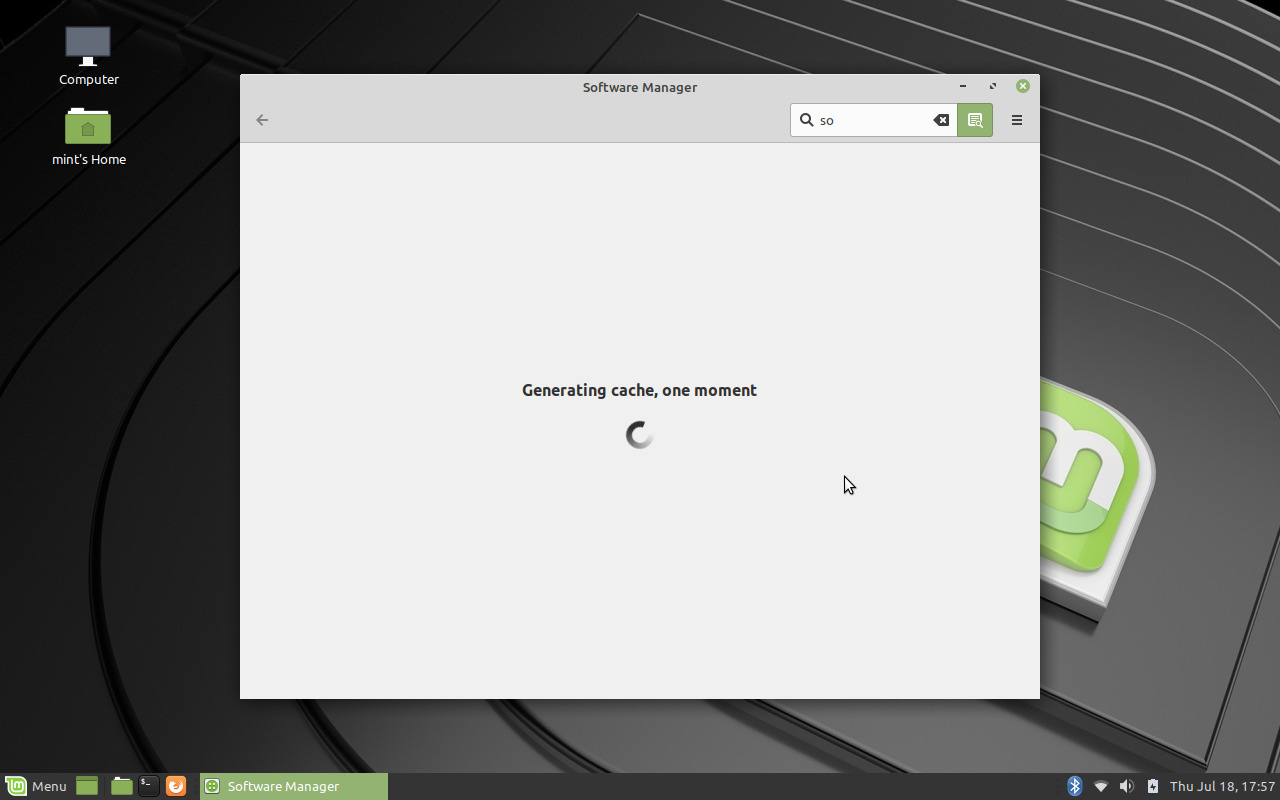 Computer
mint's Home
Software Manager
so
Generating cache, one moment
Menu
$_
Software Manager
Thu Jul 18, 17:57